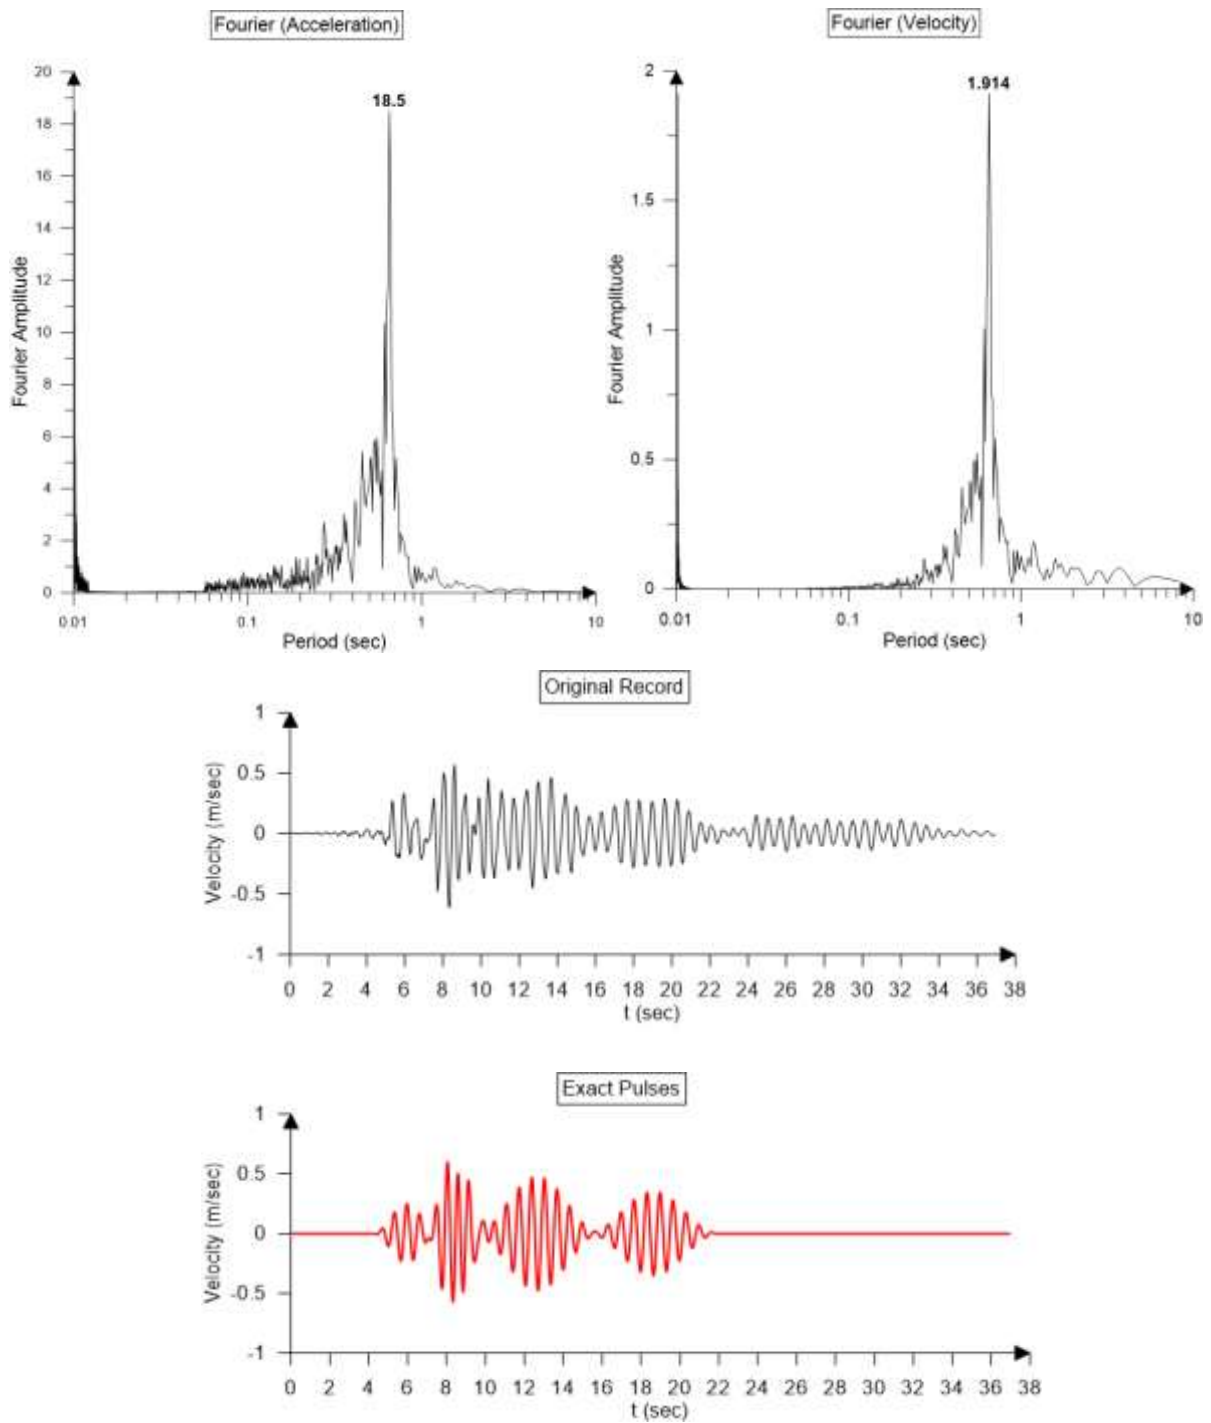 Fourier (Acceleration)
Fourier (Velocity)
20
18
16
14
12
10
8
6
4
2
0
18.5
Fourier Amplitude
0.01
0.1
1
10
Period (sec)
2
1.5
1
0.5
0
1.914
Fourier Amplitude
0.01
0.1
1
10
Period (sec)
Original Record
1
0.5
0
-0.5
-1
Velocity (m/sec)
0 2 4 6 8 10 12 14 16 18 20 22 24 26 28 30 32 34 36 38
t (sec)
Exact Pulses
1
0.5
0
-0.5
-1
Velocity (m/sec)
0 2 4 6 8 10 12 14 16 18 20 22 24 26 28 30 32 34 36 38
t (sec)